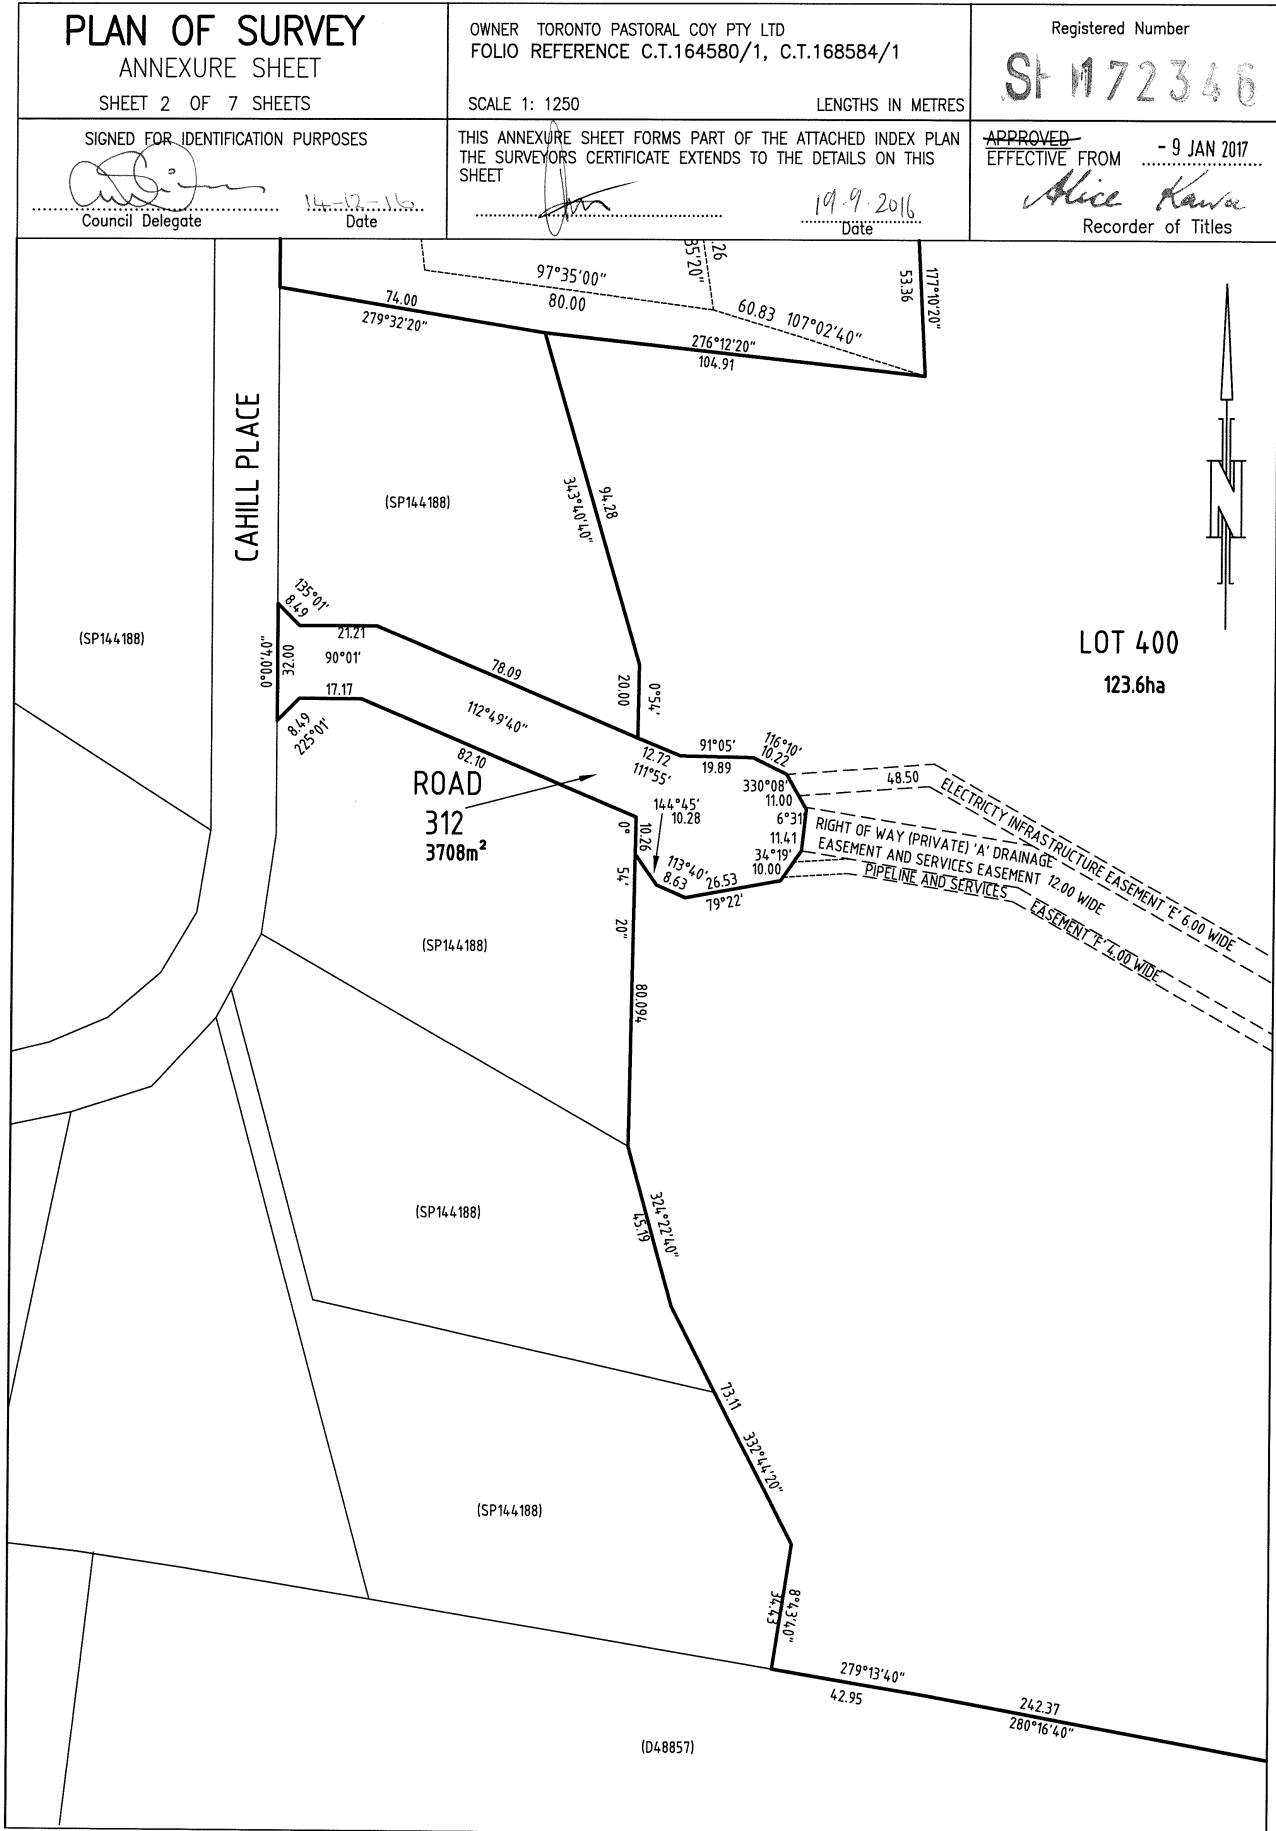 PLAN OF SURVEY
ANNEXURE SHEET
SHEET 2 OF 7 SHEETS
OWNER TORONTO PASTORAL COY PTY LTD
FOLIO REFERENCE C.T.164580/1, C.T.168584/1
SCALE 1: 1250 LENGTHS IN METRES
Registered Number
172346
SIGNED FOR IDENTIFICATION PURPOSES
14-12-16
Council Delegate Date
THIS ANNEXURE SHEET FORMS PART OF THE ATTACHED INDEX PLAN
THE SURVEYORS CERTIFICATE EXTENDS TO THE DETAILS ON THIS
SHEET
19.9.2016
Date
APPROVED
EFFECTIVE FROM - 9 JAN 2017
Alice Kawa
Recorder of Titles
97°35'00"
80.00
35'20"
26
60.83 107°02'40"
53.36
177°10'20"
74.00
279°32'20"
276°12'20"
104.91
CAHILL PLACE
(SP144188)
94.28
343°40'40"
(SP144188)
135°01'
8.49
21.21
90°01'
0°00'40"
32.00
17.17
8.49
225°01'
78.09
112°49'40"
82.10
20.00
0°54'
LOT 400
123.6ha
N
12.72
111°55'
91°05'
19.89
116°10'
10.22
330°08'
11.00
6°31'
11.41
34°19'
10.00
144°45'
10.28
113°40'
8.63
26.53
79°22'
10.26
0°
54'
20"
80.094
ROAD
312
3708m²
48.50
ELECTRICTY INFRASTRUCTURE EASEMENT 'E' 6.00 WIDE
RIGHT OF WAY (PRIVATE) 'A' DRAINAGE
EASEMENT AND SERVICES EASEMENT 12.00 WIDE
PIPELINE AND SERVICES
EASEMENT 'F' 4.00 WIDE
(SP144188)
(SP144188)
324°22'40"
45.19
73.11
332°44'20"
(SP144188)
8°43'40"
34.43
279°13'40"
42.95
242.37
280°16'40"
(D48857)